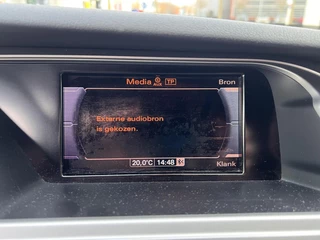 Media TP Bron
Externe audiobron
is gekozen.
20,0°C 14:48
Klank